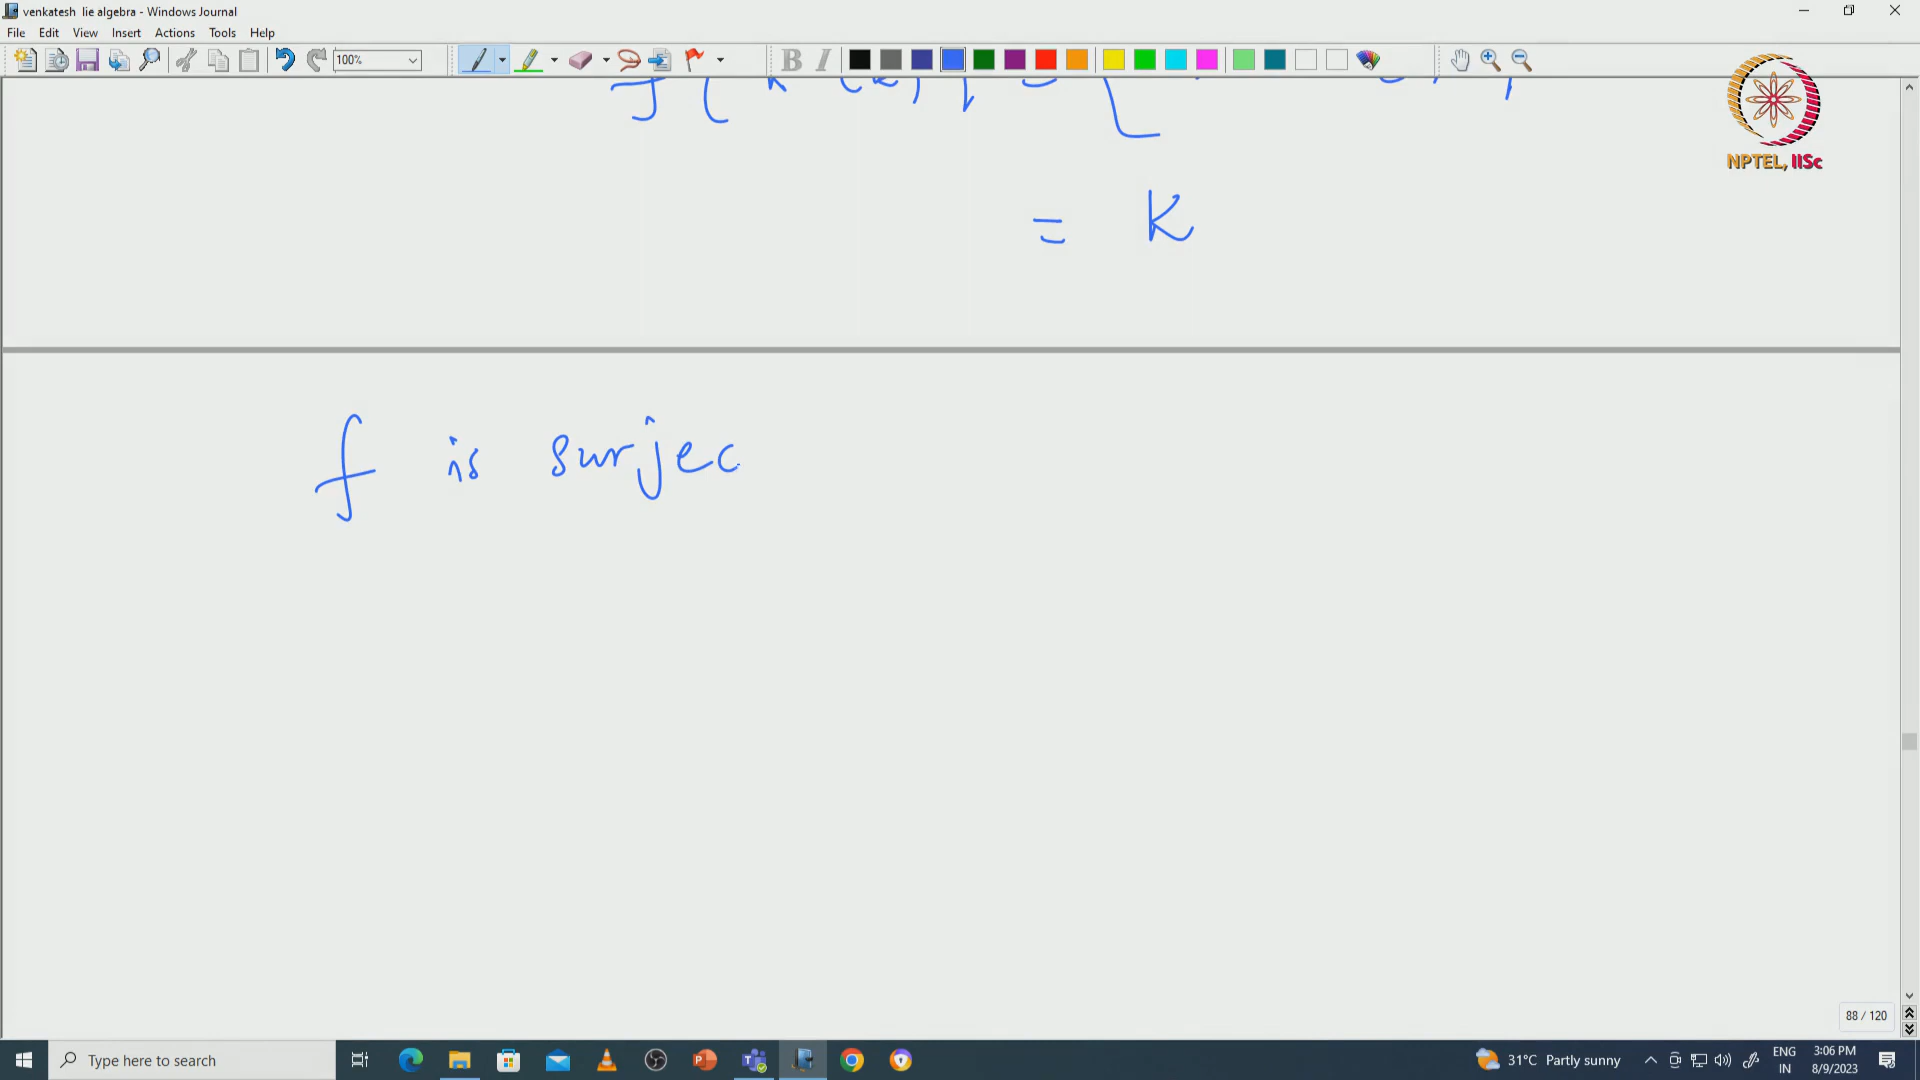 venkatesh lie algebra - Windows Journal
File Edit View Insert Actions Tools Help
100%
B I
NPTEL, IISc
= K
f is surjec
88 / 120
Type here to search
31°C Partly sunny
ENG
IN
3:06 PM
8/9/2023